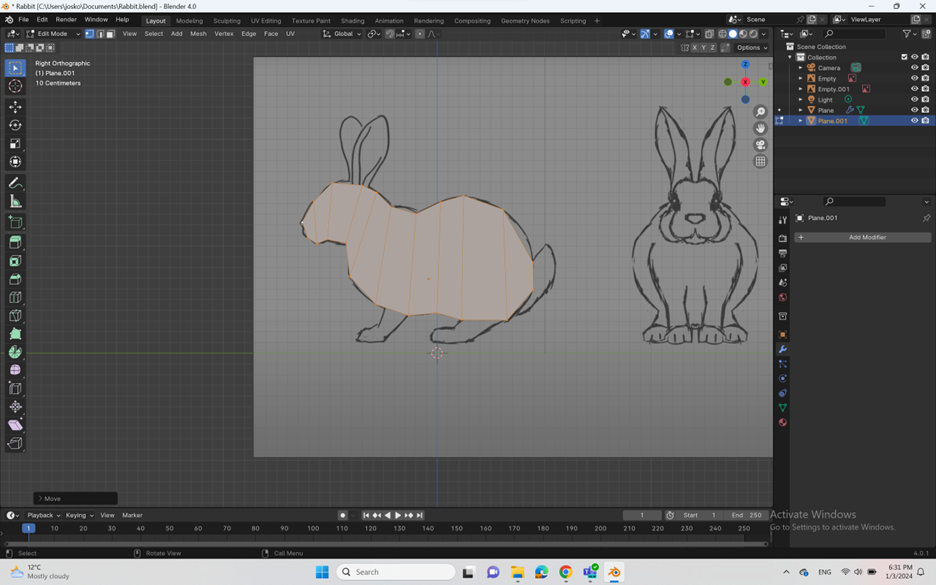 * Rabbit [C:\Users\josko\Documents\Rabbit.blend] - Blender 4.0
File Edit Render Window Help Layout Modeling Sculpting UV Editing Texture Paint Shading Animation Rendering Compositing Geometry Nodes Scripting + Scene ViewLayer
Edit Mode View Select Add Mesh Vertex Edge Face UV Global
X Y Z Options
Right Orthographic
(1) Plane.001
10 Centimeters
Z
X
Y
Scene Collection
Collection
Camera
Empty
Empty.001
Light
Plane
Plane.001
Plane.001
+ Add Modifier
> Move
Playback Keying View Marker 1 Start 1 End 250
1 10 20 30 40 50 60 70 80 90 100 110 120 130 140 150 160 170 180 190 200 210 220 230 240 250
Activate Windows
Go to Settings to activate Windows.
Select Rotate View Call Menu 4.0.1
12°C
Mostly cloudy
Search
ENG
6:31 PM
1/3/2024